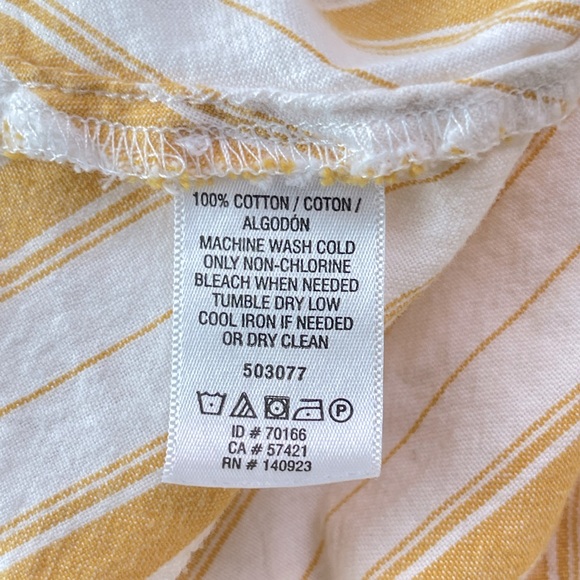 100% COTTON / COTON /
ALGODÓN
MACHINE WASH COLD
ONLY NON-CHLORINE
BLEACH WHEN NEEDED
TUMBLE DRY LOW
COOL IRON IF NEEDED
OR DRY CLEAN
503077
P
ID # 70166
CA # 57421
RN # 140923